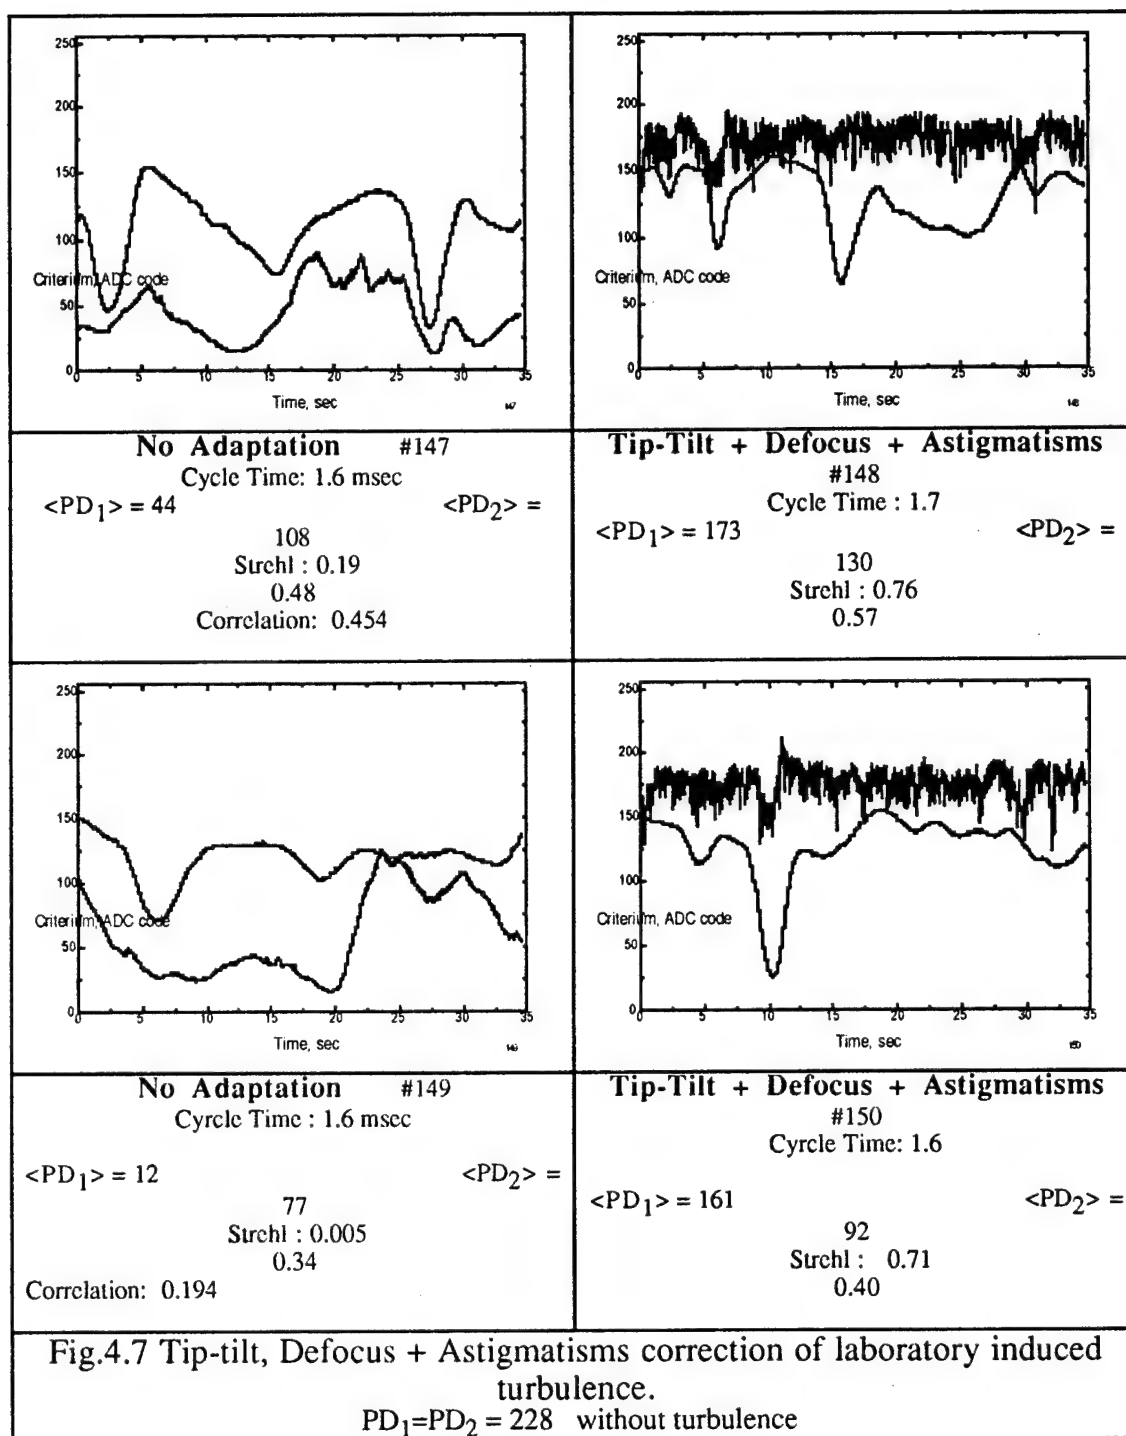 250
200
150
100
Criterium, ADC code
50
0
0 5 10 15 20 25 30 35
Time, sec
147
250
200
150
100
Criterium, ADC code
50
0
0 5 10 15 20 25 30 35
Time, sec
148
No Adaptation #147
Cycle Time: 1.6 msec
<PD1> = 44 <PD2> =
108
Strehl : 0.19
0.48
Correlation: 0.454
Tip-Tilt + Defocus + Astigmatisms
#148
Cycle Time : 1.7
<PD1> = 173 <PD2> =
130
Strehl : 0.76
0.57
250
200
150
100
Criterium, ADC code
50
0
0 5 10 15 20 25 30 35
Time, sec
149
250
200
150
100
Criterium, ADC code
50
0
0 5 10 15 20 25 30 35
Time, sec
150
No Adaptation #149
Cyrcle Time : 1.6 msec
<PD1> = 12 <PD2> =
77
Strehl : 0.005
0.34
Correlation: 0.194
Tip-Tilt + Defocus + Astigmatisms
#150
Cyrcle Time: 1.6
<PD1> = 161 <PD2> =
92
Strehl : 0.71
0.40
Fig.4.7 Tip-tilt, Defocus + Astigmatisms correction of laboratory induced
turbulence.
PD1=PD2 = 228 without turbulence